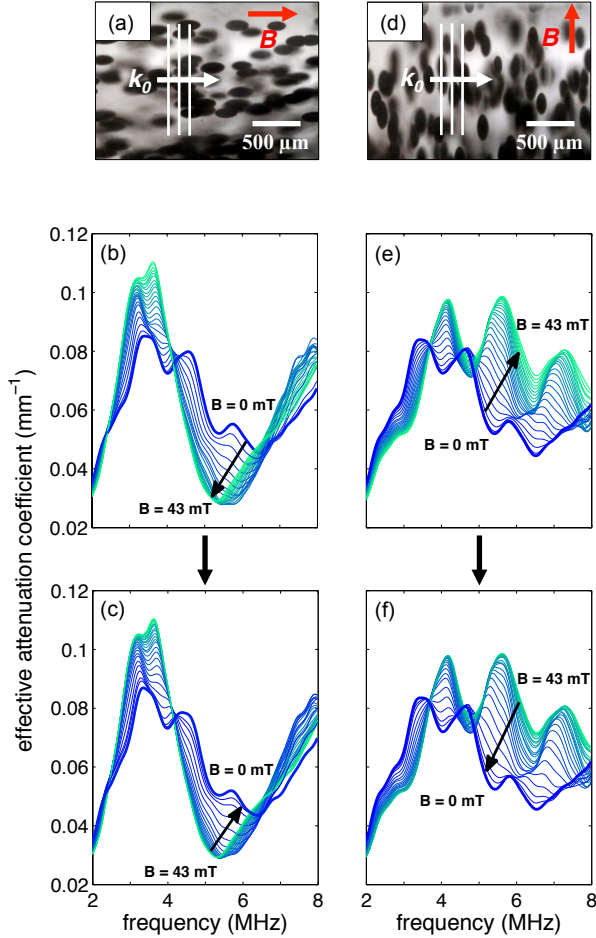 (a)
B
k0
500 µm
(d)
B
k0
500 µm
effective attenuation coefficient (mm⁻¹)
0.12
0.1
0.08
0.06
0.04
0.02
(b)
B = 0 mT
B = 43 mT
(e)
B = 43 mT
B = 0 mT
0.12
0.1
0.08
0.06
0.04
0.02
(c)
B = 0 mT
B = 43 mT
2 4 6 8
frequency (MHz)
(f)
B = 43 mT
B = 0 mT
2 4 6 8
frequency (MHz)